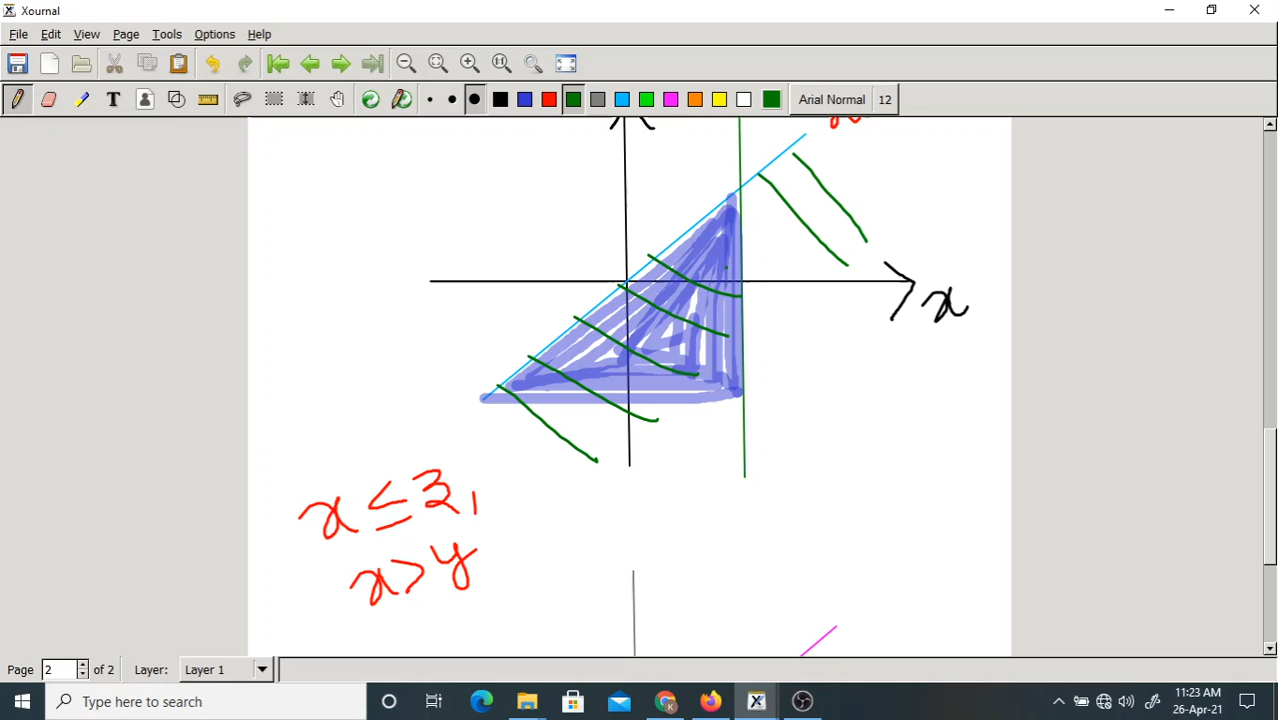 Xournal
File Edit View Page Tools Options Help
Arial Normal 12
x
x ≤ 3,
x > y
Page 2 of 2 Layer: Layer 1
Type here to search
11:23 AM
26-Apr-21